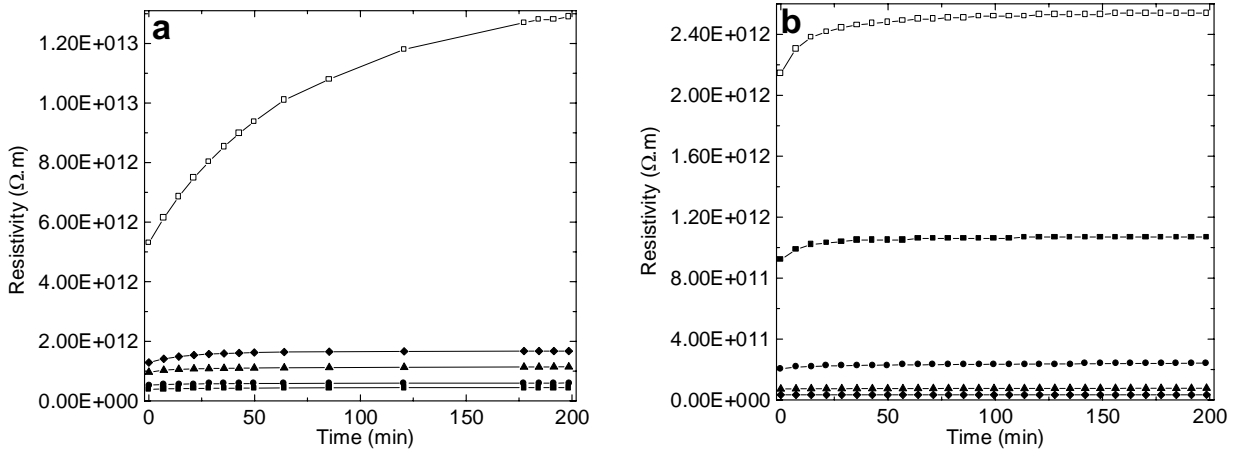 a
1.20E+013
1.00E+013
8.00E+012
6.00E+012
4.00E+012
2.00E+012
0.00E+000
0 50 100 150 200
Time (min)
Resistivity (Ω.m)
b
2.40E+012
2.00E+012
1.60E+012
1.20E+012
8.00E+011
4.00E+011
0.00E+000
0 50 100 150 200
Time (min)
Resistivity (Ω.m)